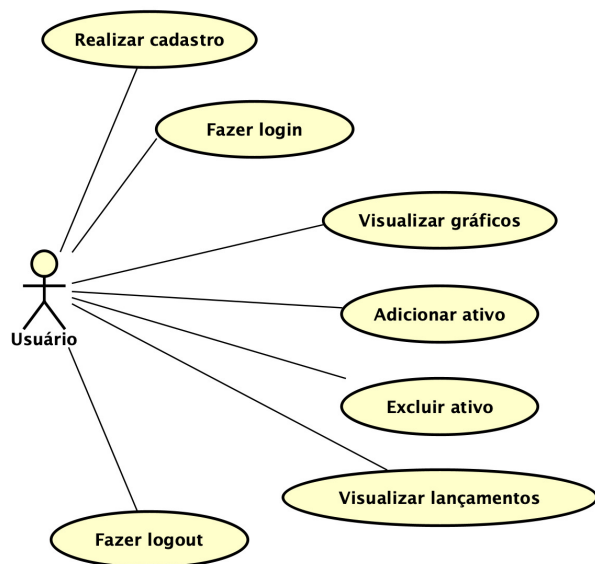 Realizar cadastro
Fazer login
Visualizar gráficos
Adicionar ativo
Usuário
Excluir ativo
Visualizar lançamentos
Fazer logout